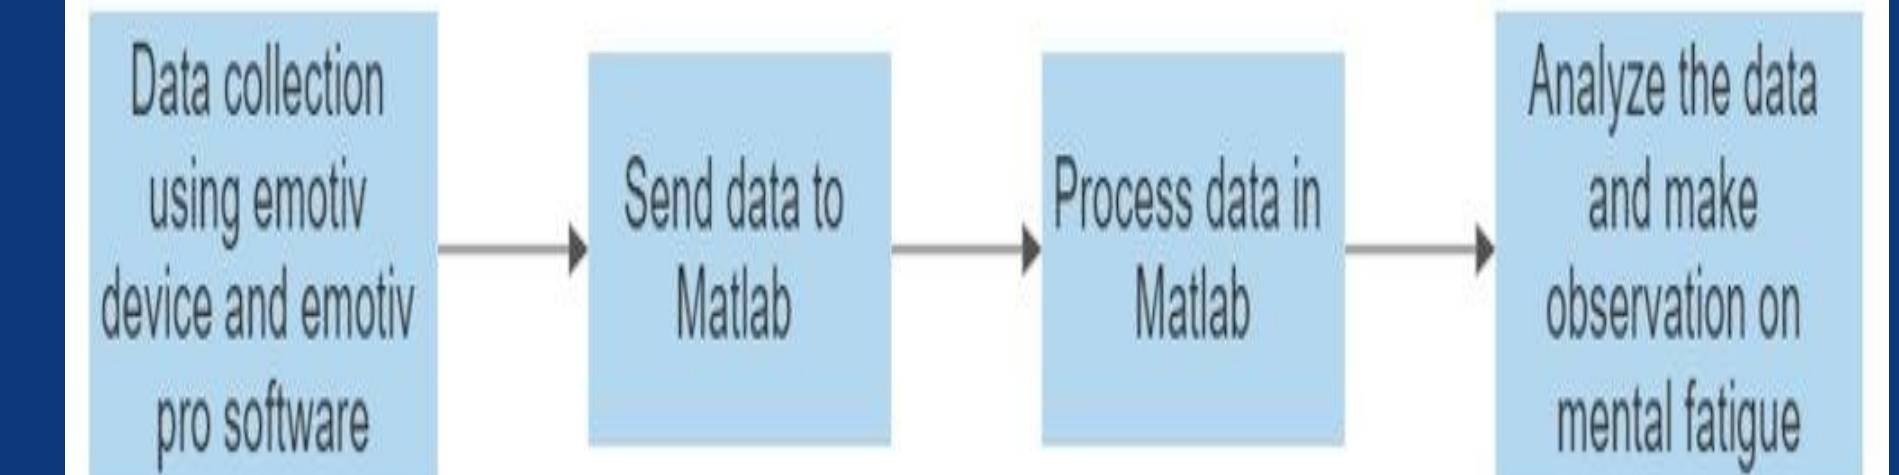 Data collection
using emotiv
device and emotiv
pro software
Send data to
Matlab
Process data in
Matlab
Analyze the data
and make
observation on
mental fatigue